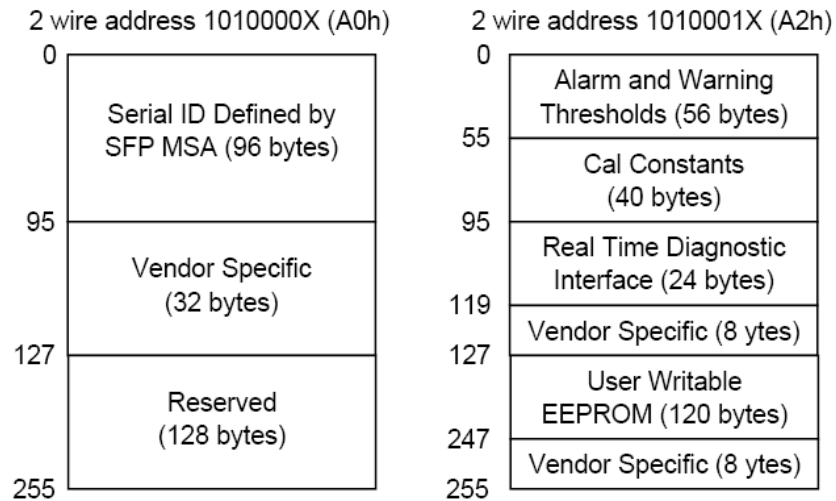 2 wire address 1010000X (A0h)
0
Serial ID Defined by
SFP MSA (96 bytes)
95
Vendor Specific
(32 bytes)
127
Reserved
(128 bytes)
255
2 wire address 1010001X (A2h)
0
Alarm and Warning
Thresholds (56 bytes)
55
Cal Constants
(40 bytes)
95
Real Time Diagnostic
Interface (24 bytes)
119
Vendor Specific (8 ytes)
127
User Writable
EEPROM (120 bytes)
247
Vendor Specific (8 ytes)
255